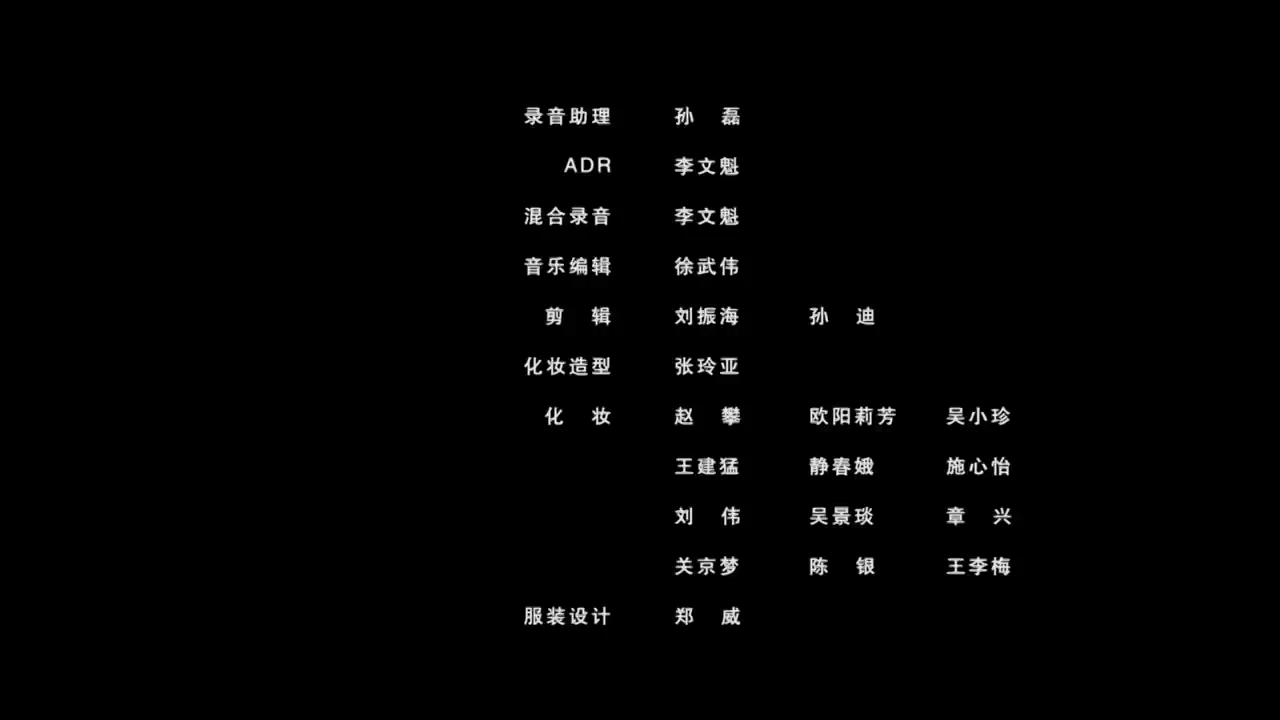 录音助理 孙 磊
ADR 李文魁
混合录音 李文魁
音乐编辑 徐武伟
剪 辑 刘振海 孙 迪
化妆造型 张玲亚
化 妆 赵 攀 欧阳莉芳 吴小珍
王建猛 静春娥 施心怡
刘 伟 吴景琰 章 兴
关京梦 陈 银 王李梅
服装设计 郑 威